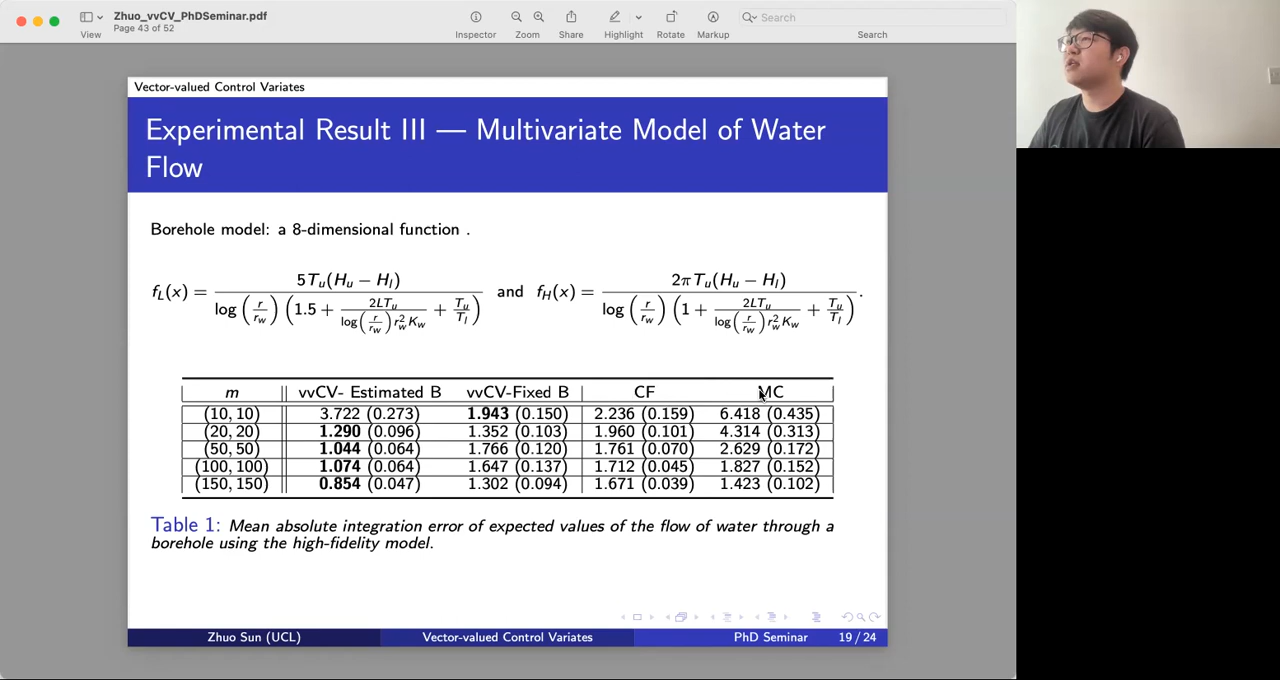 Zhuo_vvCV_PhDSeminar.pdf
Page 43 of 52
View
Inspector
Zoom
Share
Highlight
Rotate
Markup
Search
Search
Vector-valued Control Variates
Experimental Result III — Multivariate Model of Water
Flow
Borehole model: a 8-dimensional function .
f_L(x) = 5T_u(H_u − H_l) / (log(r/r_w) (1.5 + 2LT_u/(log(r/r_w) r_w^2 K_w) + T_u/T_l)) and f_H(x) = 2πT_u(H_u − H_l) / (log(r/r_w) (1 + 2LT_u/(log(r/r_w) r_w^2 K_w) + T_u/T_l)).
m vvCV- Estimated B vvCV-Fixed B CF MC
(10, 10) 3.722 (0.273) 1.943 (0.150) 2.236 (0.159) 6.418 (0.435)
(20, 20) 1.290 (0.096) 1.352 (0.103) 1.960 (0.101) 4.314 (0.313)
(50, 50) 1.044 (0.064) 1.766 (0.120) 1.761 (0.070) 2.629 (0.172)
(100, 100) 1.074 (0.064) 1.647 (0.137) 1.712 (0.045) 1.827 (0.152)
(150, 150) 0.854 (0.047) 1.302 (0.094) 1.671 (0.039) 1.423 (0.102)
Table 1: Mean absolute integration error of expected values of the flow of water through a
borehole using the high-fidelity model.
Zhuo Sun (UCL)
Vector-valued Control Variates
PhD Seminar
19 / 24